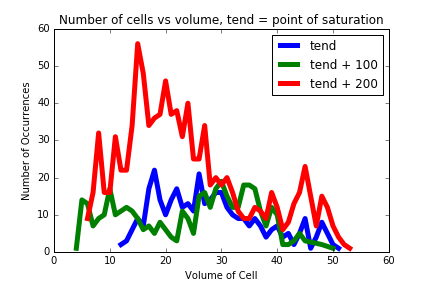 Number of cells vs volume, tend = point of saturation
60
50
40
30
20
10
0
Number of Occurrences
tend
tend + 100
tend + 200
0 10 20 30 40 50 60
Volume of Cell